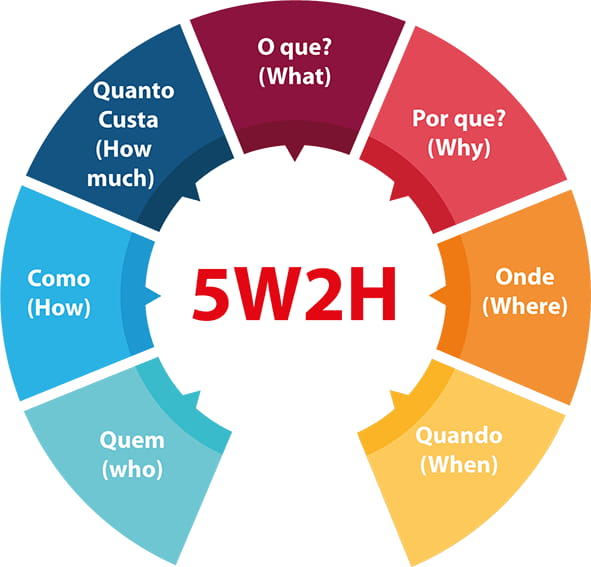 O que?
(What)
Por que?
(Why)
Onde
(Where)
Quando
(When)
Quem
(who)
Como
(How)
Quanto
Custa
(How
much)
5W2H